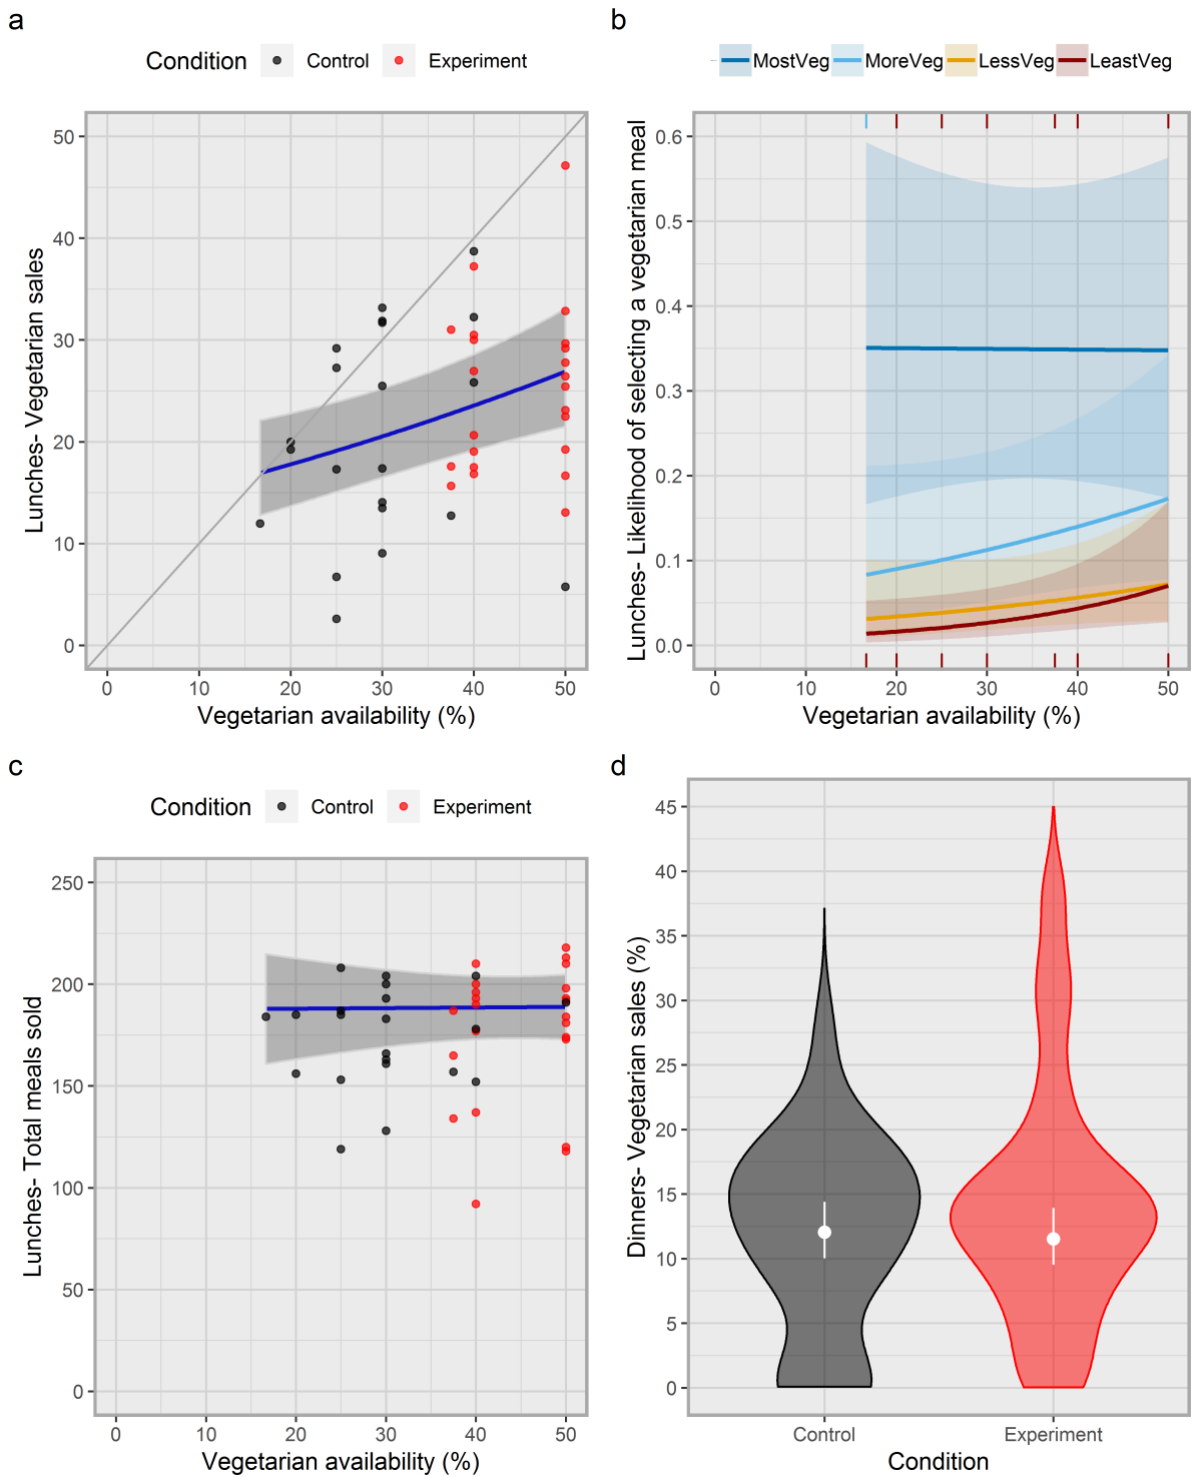 a
Condition Control Experiment
Lunches- Vegetarian sales
50
40
30
20
10
0
0 10 20 30 40 50
Vegetarian availability (%)
b
MostVeg MoreVeg LessVeg LeastVeg
Lunches- Likelihood of selecting a vegetarian meal
0.6
0.5
0.4
0.3
0.2
0.1
0.0
0 10 20 30 40 50
Vegetarian availability (%)
c
Condition Control Experiment
Lunches- Total meals sold
250
200
150
100
50
0
0 10 20 30 40 50
Vegetarian availability (%)
d
Dinners- Vegetarian sales (%)
45
40
35
30
25
20
15
10
5
0
Control Experiment
Condition